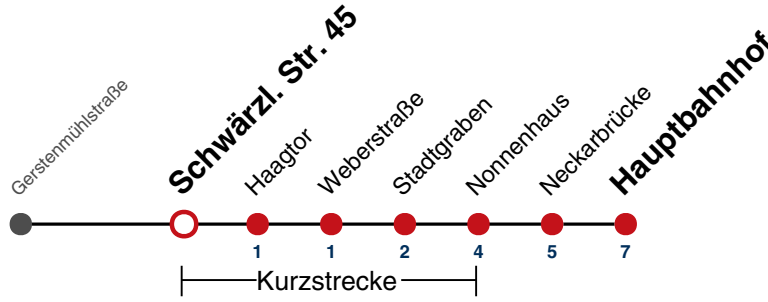 Gerstenmühlstraße
Schwärzl. Str. 45
Haagtor
Weberstraße
Stadtgraben
Nonnenhaus
Neckarbrücke
Hauptbahnhof
1 1 2 4 5 7
Kurzstrecke